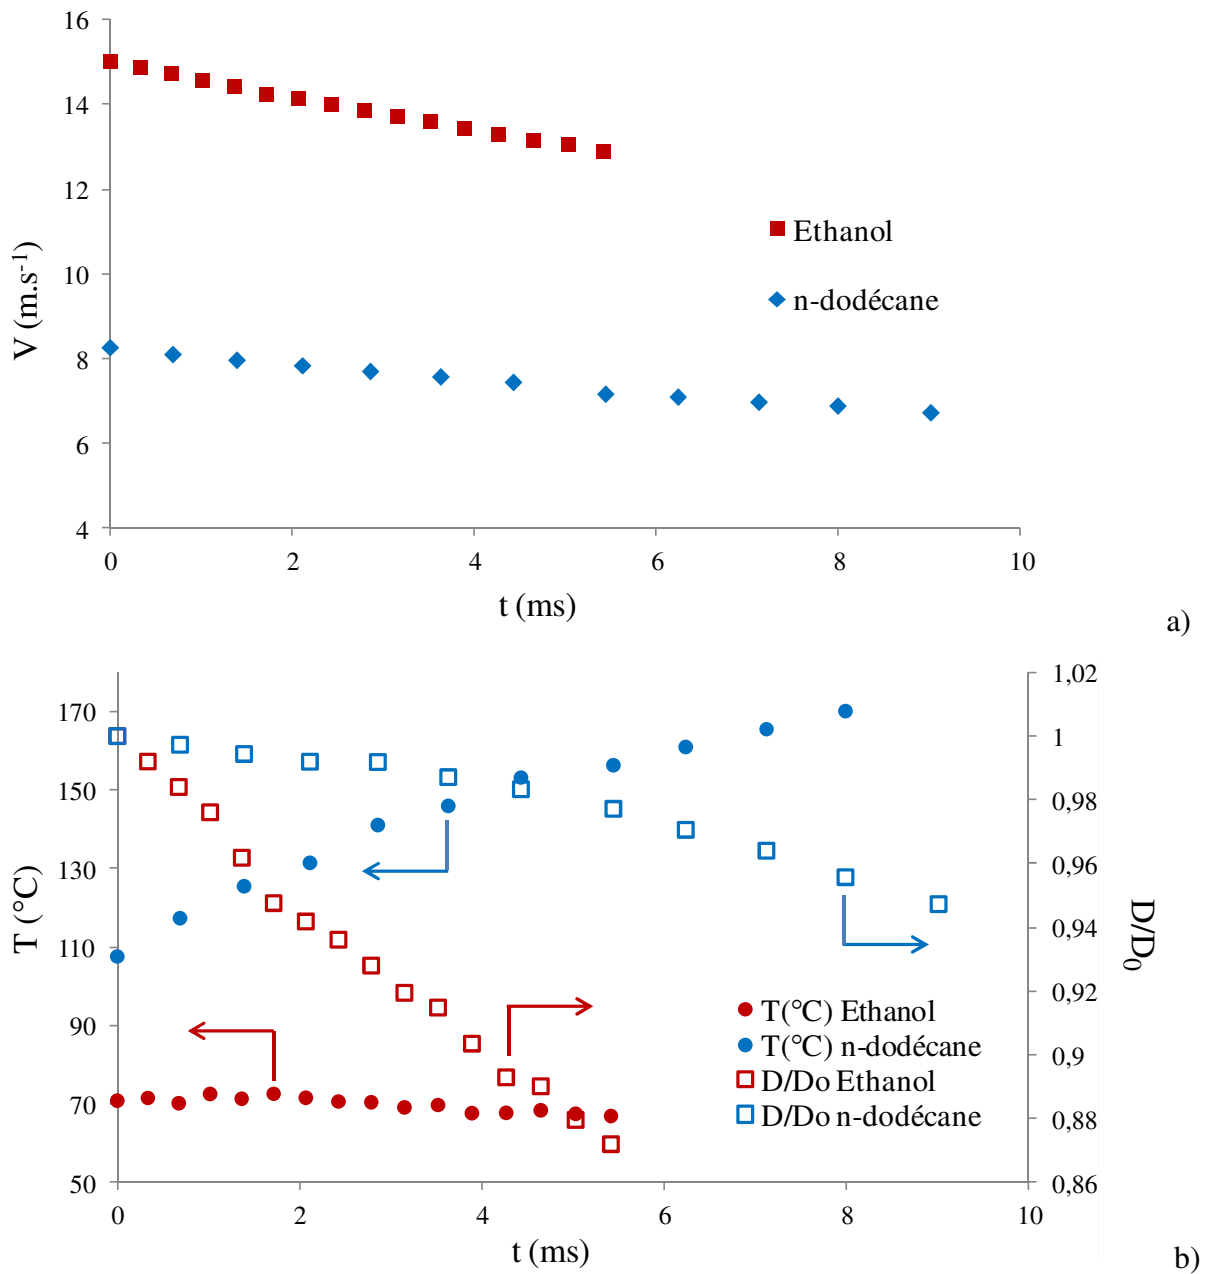 16
14
12
10
8
6
4
V (m.s-1)
Ethanol
n-dodécane
0 2 4 6 8 10
t (ms)
a)
170
150
130
110
90
70
50
T (°C)
1,02
1
0,98
0,96
0,94
0,92
0,9
0,88
0,86
D/D0
T(°C) Ethanol
T(°C) n-dodécane
D/Do Ethanol
D/Do n-dodécane
0 2 4 6 8 10
t (ms)
b)